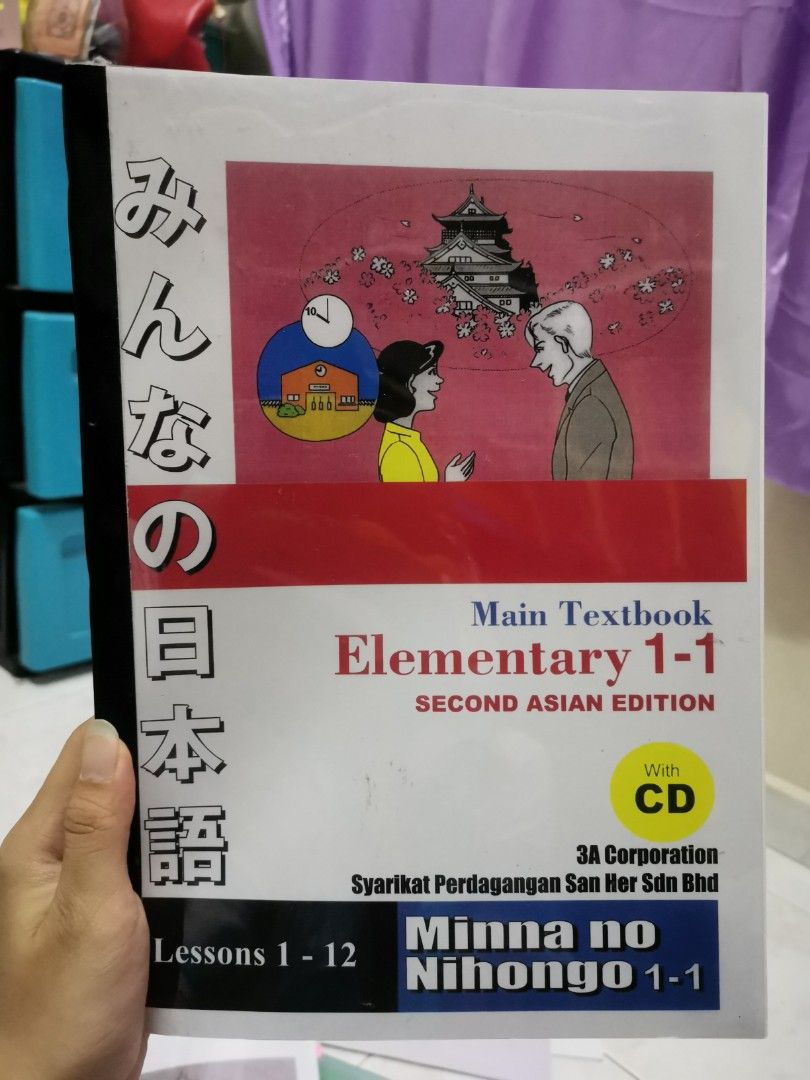 みんなの日本語
10
Main Textbook
Elementary 1-1
SECOND ASIAN EDITION
With
CD
3A Corporation
Syarikat Perdagangan San Her Sdn Bhd
Lessons 1 - 12
Minna no
Nihongo 1-1